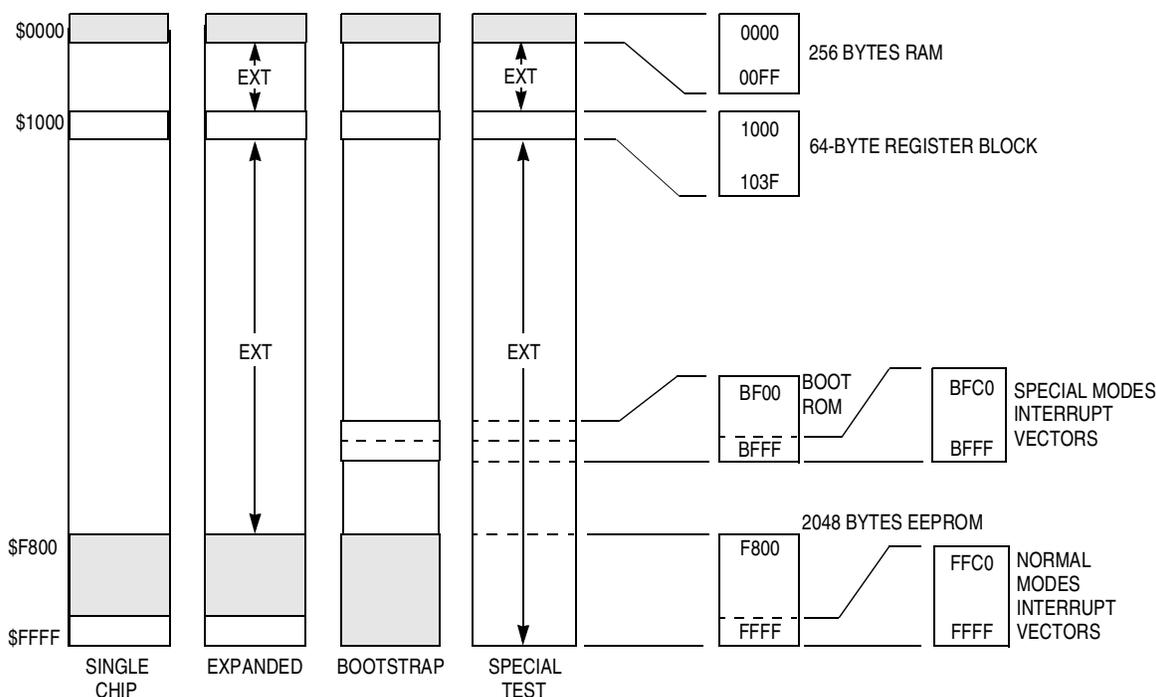 $0000
$1000
$F800
$FFFF
EXT
EXT
EXT
EXT
SINGLE
CHIP
EXPANDED
BOOTSTRAP
SPECIAL
TEST
0000
00FF
256 BYTES RAM
1000
103F
64-BYTE REGISTER BLOCK
BF00
BFFF
BOOT
ROM
BFC0
BFFF
SPECIAL MODES
INTERRUPT
VECTORS
2048 BYTES EEPROM
F800
FFFF
FFC0
FFFF
NORMAL
MODES
INTERRUPT
VECTORS